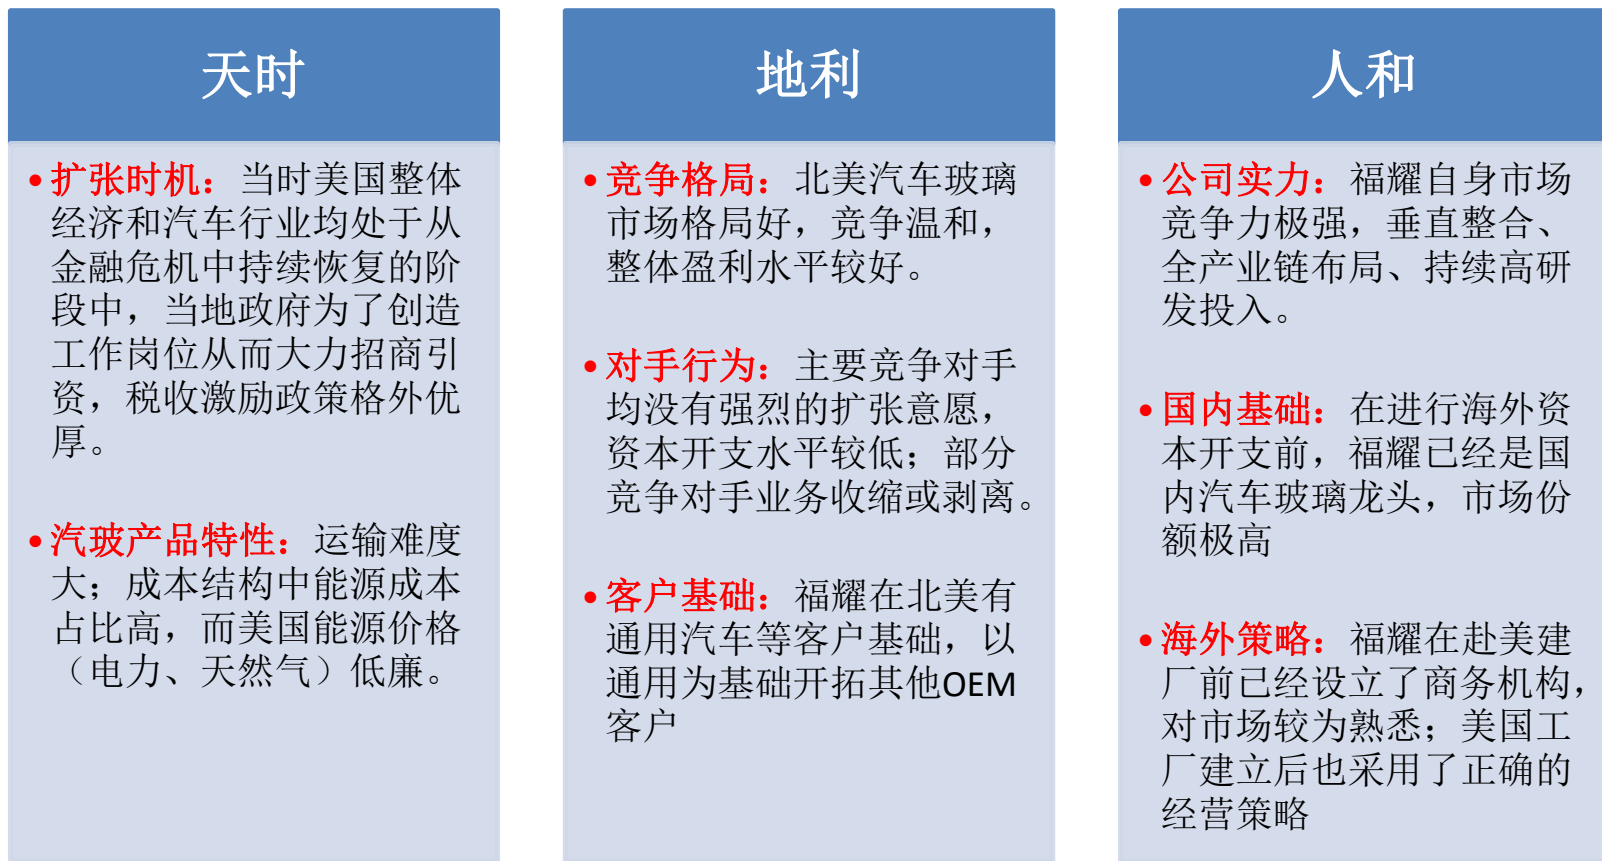 天时
•扩张时机：当时美国整体
经济和汽车行业均处于从
金融危机中持续恢复的阶
段中，当地政府为了创造
工作岗位从而大力招商引
资，税收激励政策格外优
厚。
•汽玻产品特性：运输难度
大；成本结构中能源成本
占比高，而美国能源价格
（电力、天然气）低廉。
地利
•竞争格局：北美汽车玻璃
市场格局好，竞争温和，
整体盈利水平较好。
•对手行为：主要竞争对手
均没有强烈的扩张意愿，
资本开支水平较低；部分
竞争对手业务收缩或剥离。
•客户基础：福耀在北美有
通用汽车等客户基础，以
通用为基础开拓其他OEM
客户
人和
•公司实力：福耀自身市场
竞争力极强，垂直整合、
全产业链布局、持续高研
发投入。
•国内基础：在进行海外资
本开支前，福耀已经是国
内汽车玻璃龙头，市场份
额极高
•海外策略：福耀在赴美建
厂前已经设立了商务机构，
对市场较为熟悉；美国工
厂建立后也采用了正确的
经营策略